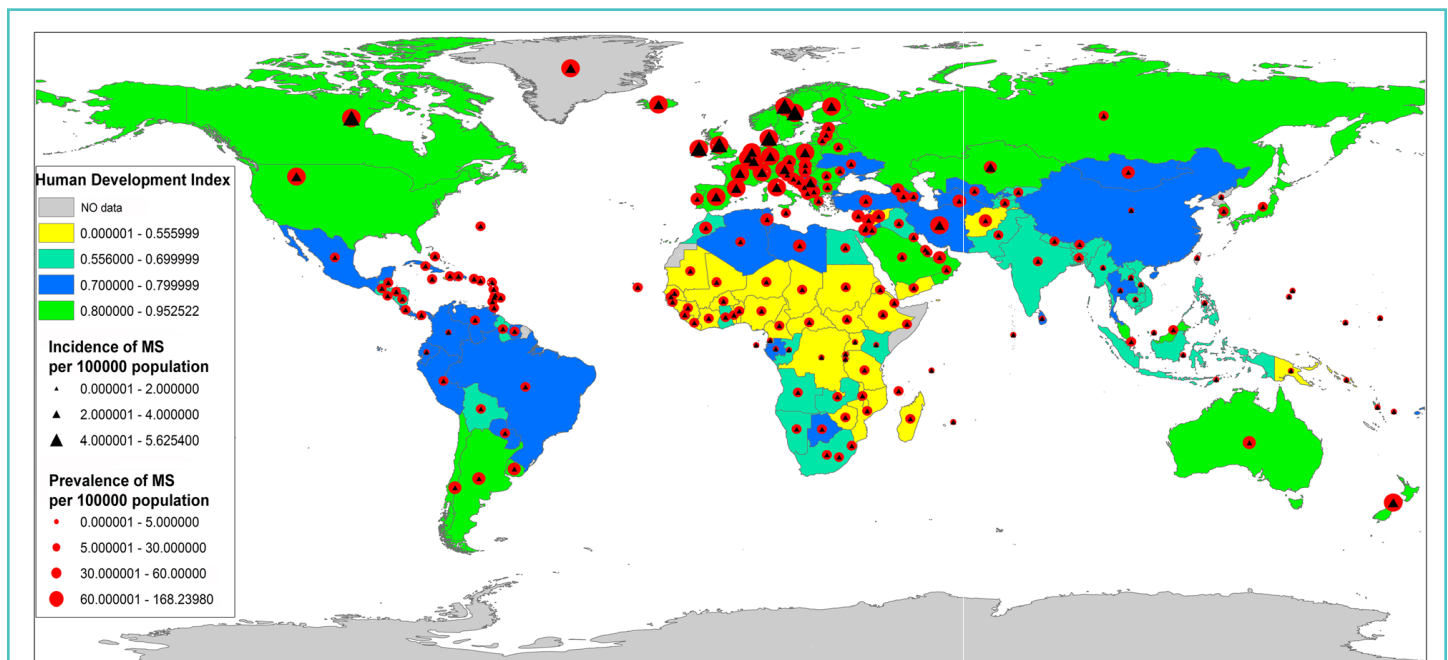 Human Development Index
NO data
0.000001 - 0.555999
0.556000 - 0.699999
0.700000 - 0.799999
0.800000 - 0.952522
Incidence of MS
per 100000 population
0.000001 - 2.000000
2.000001 - 4.000000
4.000001 - 5.625400
Prevalence of MS
per 100000 population
0.000001 - 5.000000
5.000001 - 30.000000
30.000001 - 60.00000
60.000001 - 168.23980